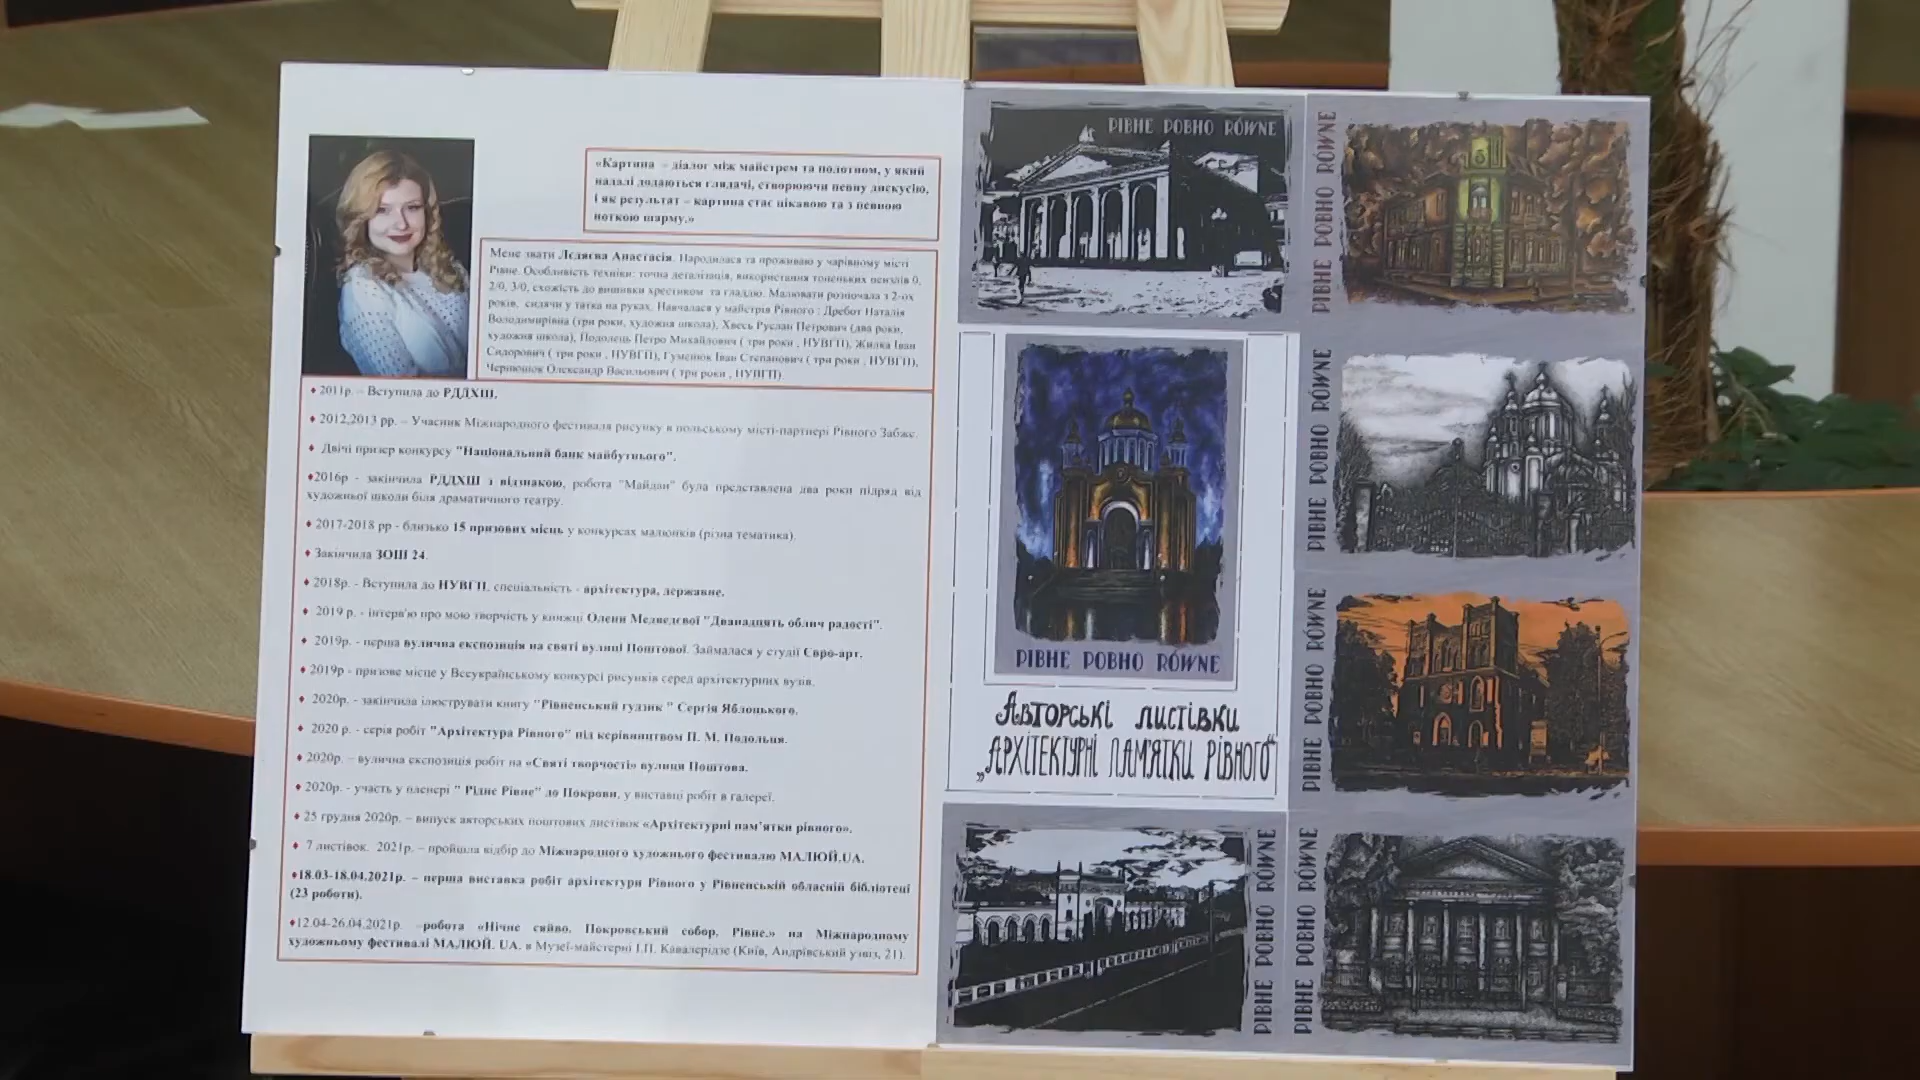 «Картина – діалог між майстрем та полотном, у який
надалі додаються глядачі, створюючи певну дискусію,
і як результат – картина стає цікавою та з певною
ноткою шарму.»
Мене звати Лєдяєва Анастасія. Народилася та проживаю у чарівному місті
Рівне. Особливість техніки: точна деталізація, використання тоненьких пензлів 0,
2/0, 3/0, схожість до вишивки хрестиком та гладдю. Малювати розпочала з 2-ох
років, сидячи у татка на руках. Навчалася у майстрів Рівного : Дребот Наталія
Володимирівна (три роки, художня школа), Хвесь Руслан Петрович (два роки,
художня школа), Подолець Петро Михайлович ( три роки , НУВГП), Жилка Іван
Сидорович ( три роки , НУВГП), Гуменюк Іван Степанович ( три роки , НУВГП),
Олександр Васильович ( три роки , НУВГП)
♦ 2011р. – Вступила до РДДХШ.
♦ 2012,2013 рр. – Учасник Міжнародного фестиваля рисунку в польському місті-партнері Рівного Забже.
♦ Двічі призер конкурсу "Національний банк майбутнього".
♦2016р - закінчила РДДХШ з відзнакою, робота "Майдан" була представлена два роки підряд від
художньої школи біля драматичного театру.
♦ 2017-2018 рр - близько 15 призових місць у конкурсах малюнків (різна тематика).
♦ Закінчила ЗОШ 24.
♦ 2018р. - Вступила до НУВГП, спеціальність - архітектура, державне.
♦ 2019 р. - інтерв'ю про мою творчість у книжці Олени Медведєвої "Дванадцять облич радості".
♦ 2019р. - перша вулична експозиція на святі вулиці Поштової. Займалася у студії Євро-арт.
♦ 2019р - призове місце у Всеукраїнському конкурсі рисунків серед архітектурних вузів.
♦ 2020р. - закінчила ілюструвати книгу "Рівненський гудзик " Сергія Яблоцького.
♦ 2020 р. - серія робіт "Архітектура Рівного" під керівництвом П. М. Подольця.
♦ 2020р. – вулична експозиція робіт на «Святі творчості» вулиця Поштова.
♦ 2020р. - участь у пленері " Рідне Рівне" до Покрови, у виставці робіт в галереї.
♦ 25 грудня 2020р. – випуск авторських поштових листівок «Архітектурні пам'ятки рівного».
♦ 7 листівок. 2021р. – пройшла відбір до Міжнародного художнього фестивалю МАЛЮЙ.UA.
♦18.03-18.04.2021р. – перша виставка робіт архітектури Рівного у Рівненській обласній бібліотеці
(23 роботи).
♦12.04-26.04.2021р. –робота «Нічне сяйво. Покровський собор. Рівне.» на Міжнародному
художньому фестивалі МАЛЮЙ. UA. в Музеї-майстерні І.П. Кавалерідзе (Київ, Андрівський узвіз, 21).
РІВНЕ РОВНО RÓWNE
РІВНЕ РОВНО RÓWNE
АВТОРСЬКІ ЛИСТІВКИ
„АРХІТЕКТУРНІ ПАМ'ЯТКИ РІВНОГО"
РІВНЕ РОВНО RÓWNE
РІВНЕ РОВНО RÓWNE
РІВНЕ РОВНО RÓWNE
РІВНЕ РОВНО RÓWNE
РІВНЕ РОВНО RÓWNE